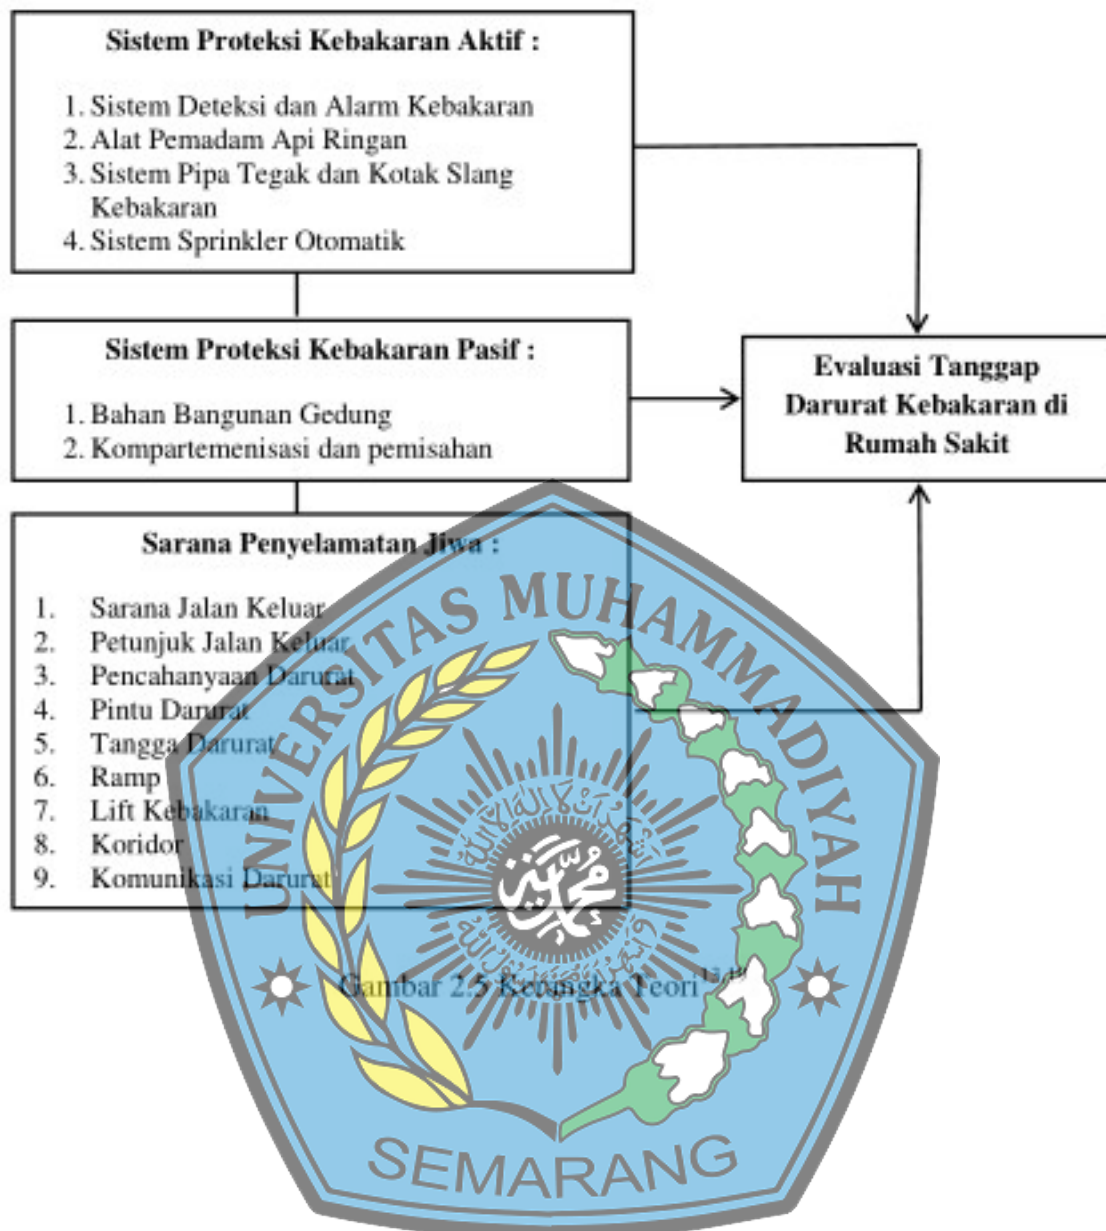 Sistem Proteksi Kebakaran Aktif :
1. Sistem Deteksi dan Alarm Kebakaran
2. Alat Pemadam Api Ringan
3. Sistem Pipa Tegak dan Kotak Slang
Kebakaran
4. Sistem Sprinkler Otomatik
Sistem Proteksi Kebakaran Pasif :
1. Bahan Bangunan Gedung
2. Kompartemenisasi dan pemisahan
Evaluasi Tanggap
Darurat Kebakaran di
Rumah Sakit
Sarana Penyelamatan Jiwa :
1. Sarana Jalan Keluar
2. Petunjuk Jalan Keluar
3. Pencahanyaan Darurat
4. Pintu Darurat
5. Tangga Darurat
6. Ramp
7. Lift Kebakaran
8. Koridor
9. Komunikasi Darurat
Gambar 2.5 Kerangka Teori
UNIVERSITAS MUHAMMADIYAH
SEMARANG